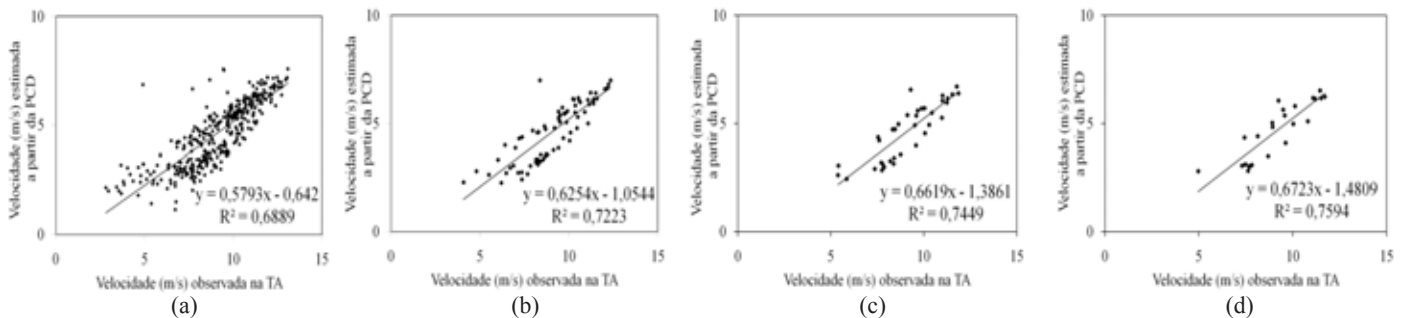 10
5
0
Velocidade (m/s) estimada
a partir da PCD
y = 0,5793x - 0,642
R² = 0,6889
0 5 10 15
Velocidade (m/s) observada na TA
(a)
10
5
0
Velocidade (m/s) estimada
a partir da PCD
y = 0,6254x - 1,0544
R² = 0,7223
0 5 10 15
Velocidade (m/s) observada na TA
(b)
10
5
0
Velocidade (m/s) estimada
a partir da PCD
y = 0,6619x - 1,3861
R² = 0,7449
0 5 10 15
Velocidade (m/s) observada na TA
(c)
10
5
0
Velocidade (m/s) estimada
a partir da PCD
y = 0,6723x - 1,4809
R² = 0,7594
0 5 10 15
Velocidade (m/s) observada na TA
(d)